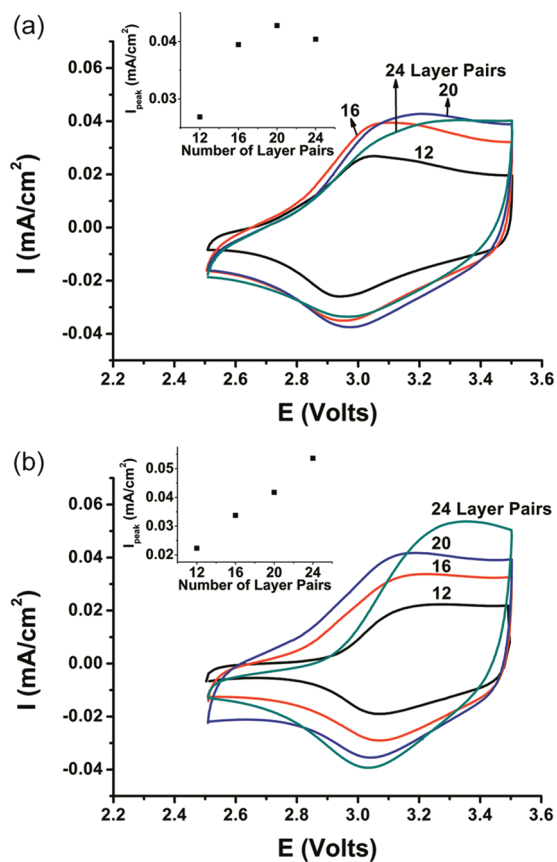 (a)
I_peak (mA/cm²)
0.04
0.03
12 16 20 24
Number of Layer Pairs
24 Layer Pairs
16
20
12
I (mA/cm²)
0.06
0.04
0.02
0.00
-0.02
-0.04
2.2 2.4 2.6 2.8 3.0 3.2 3.4 3.6
E (Volts)
(b)
I_peak (mA/cm²)
0.05
0.04
0.03
0.02
12 16 20 24
Number of Layer Pairs
24 Layer Pairs
20
16
12
I (mA/cm²)
0.06
0.04
0.02
0.00
-0.02
-0.04
2.2 2.4 2.6 2.8 3.0 3.2 3.4 3.6
E (Volts)